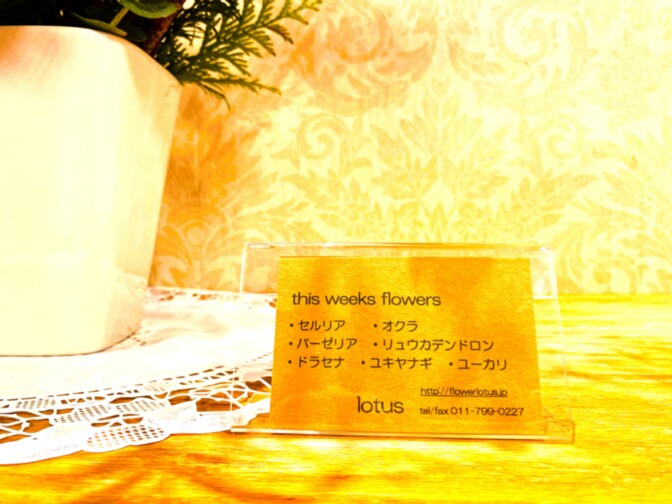 this weeks flowers
・セルリア ・オクラ
・バーゼリア ・リュウカデンドロン
・ドラセナ ・ユキヤナギ ・ユーカリ
http://flowerlotus.jp
lotus tel/fax 011-799-0227